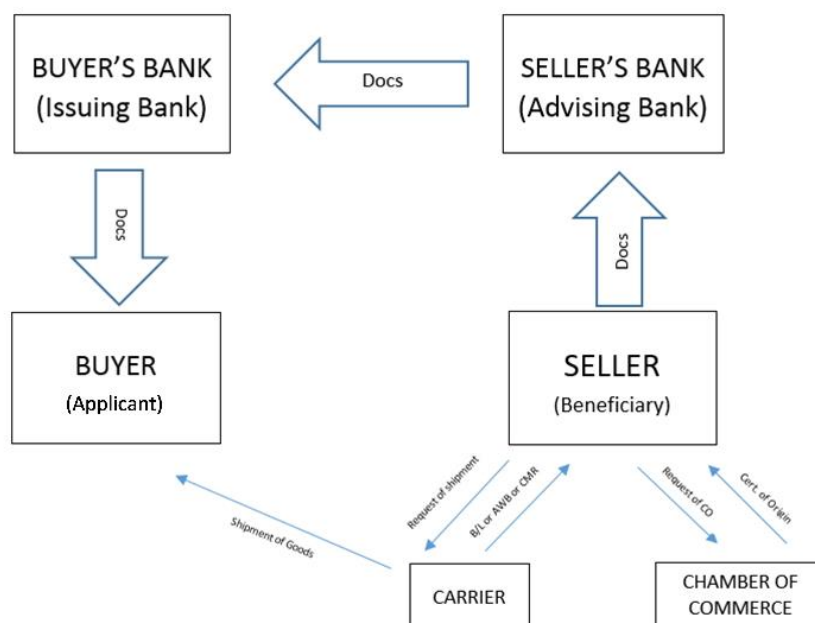 BUYER'S BANK
(Issuing Bank)
Docs
SELLER'S BANK
(Advising Bank)
Docs
Docs
BUYER
(Applicant)
SELLER
(Beneficiary)
Shipment of Goods
Request of shipment
B/L or AWB or CMR
Request of CO
Cert. of Origin
CARRIER
CHAMBER OF
COMMERCE